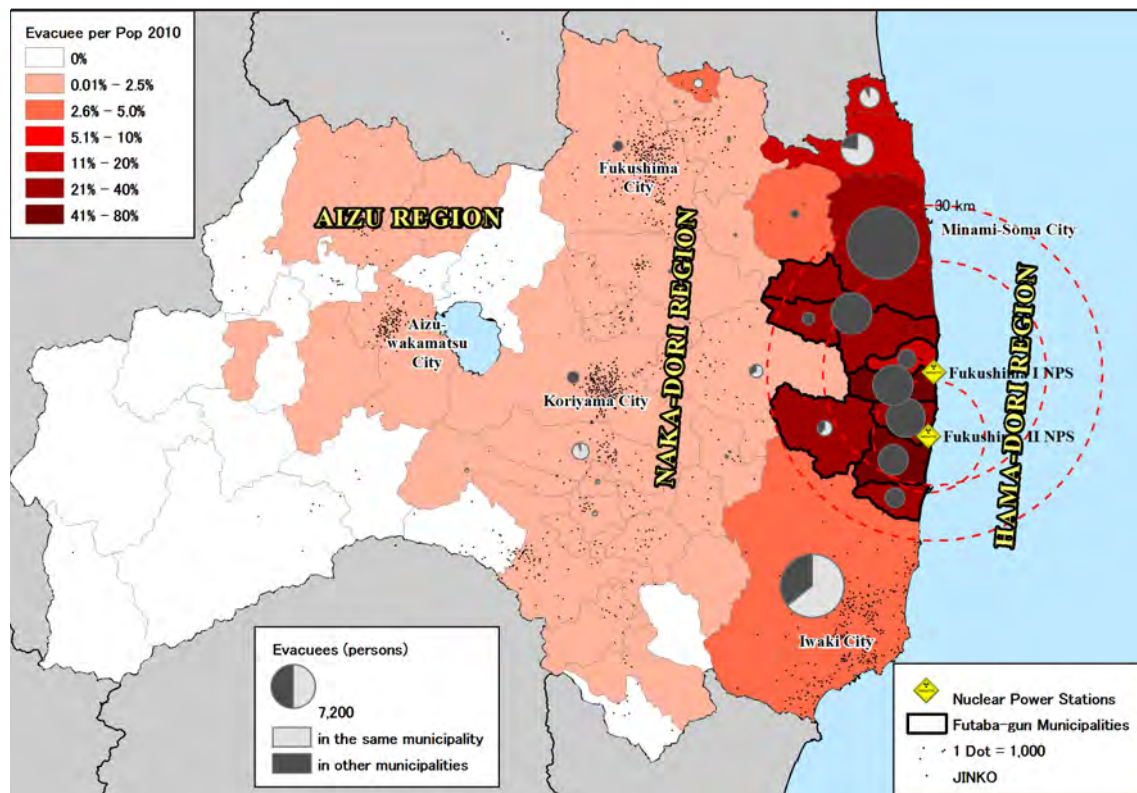 Evacuee per Pop 2010
0%
0.01% - 2.5%
2.6% - 5.0%
5.1% - 10%
11% - 20%
21% - 40%
41% - 80%
Fukushima
City
AIZU REGION
30 km
Minami-Sōma City
NAKA-DORI REGION
HAMA-DORI REGION
Aizu-
wakamatsu
City
Fukushima I NPS
Koriyama City
Fukushima II NPS
Iwaki City
Evacuees (persons)
7,200
in the same municipality
in other municipalities
Nuclear Power Stations
Futaba-gun Municipalities
1 Dot = 1,000
JINKO